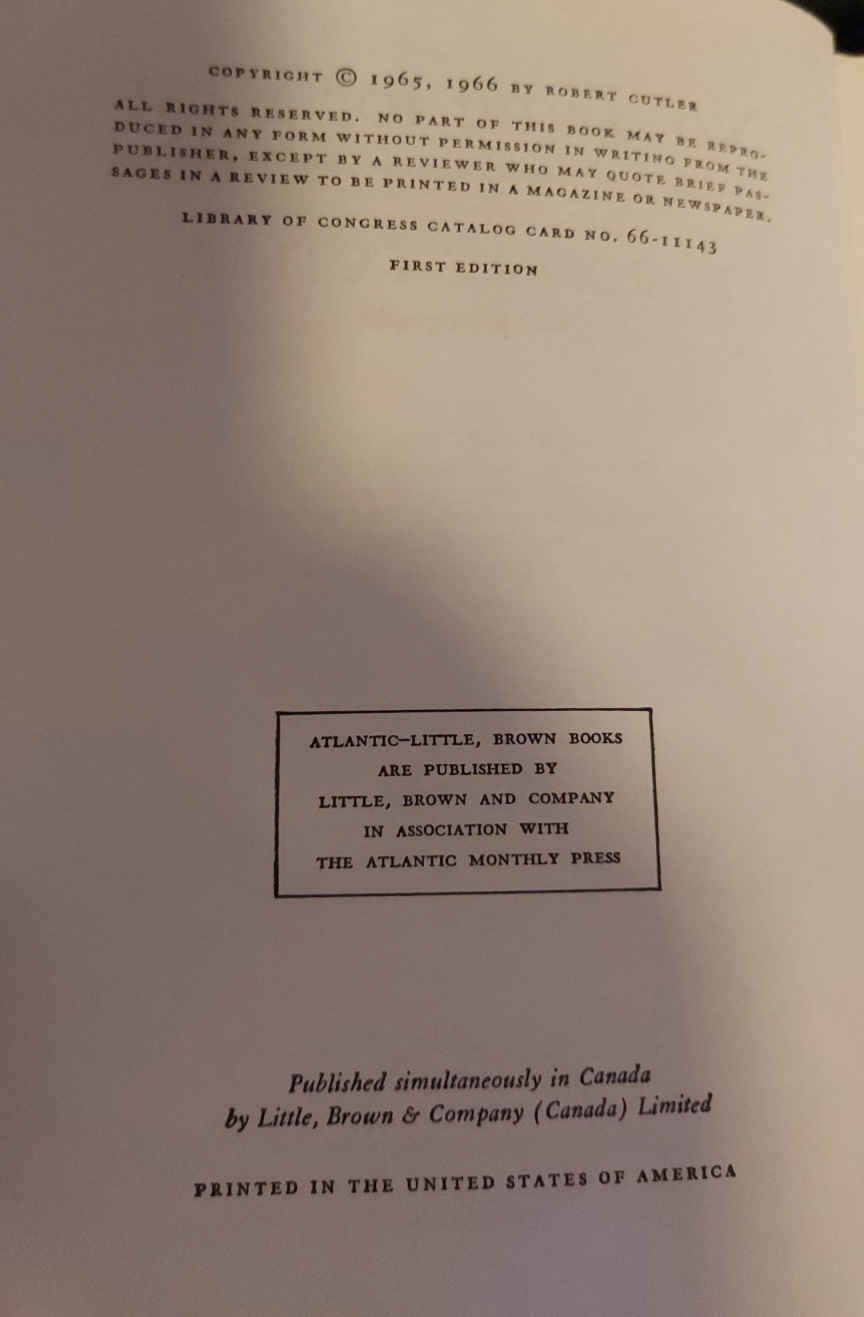 COPYRIGHT © 1965, 1966 BY ROBERT CUTLER
ALL RIGHTS RESERVED. NO PART OF THIS BOOK MAY BE REPRO-
DUCED IN ANY FORM WITHOUT PERMISSION IN WRITING FROM THE
PUBLISHER, EXCEPT BY A REVIEWER WHO MAY QUOTE BRIEF PAS-
SAGES IN A REVIEW TO BE PRINTED IN A MAGAZINE OR NEWSPAPER.
LIBRARY OF CONGRESS CATALOG CARD NO. 66-11143
FIRST EDITION
ATLANTIC—LITTLE, BROWN BOOKS
ARE PUBLISHED BY
LITTLE, BROWN AND COMPANY
IN ASSOCIATION WITH
THE ATLANTIC MONTHLY PRESS
Published simultaneously in Canada
by Little, Brown & Company (Canada) Limited
PRINTED IN THE UNITED STATES OF AMERICA